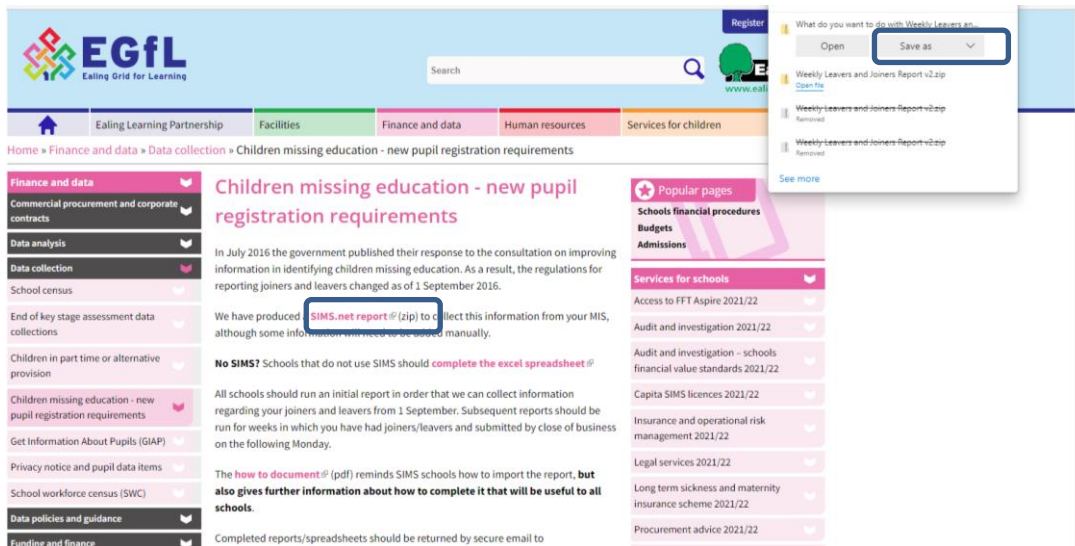 EGfL
Ealing Grid for Learning
Search
Register
www.eali
What do you want to do with Weekly Leavers an...
Open
Save as
Weekly Leavers and Joiners Report v2.zip
Open file
Weekly Leavers and Joiners Report v2.zip
Removed
Weekly Leavers and Joiners Report v2.zip
Removed
See more
Ealing Learning Partnership
Facilities
Finance and data
Human resources
Services for children
Home » Finance and data » Data collection » Children missing education - new pupil registration requirements
Finance and data
Commercial procurement and corporate
contracts
Data analysis
Data collection
School census
End of key stage assessment data
collections
Children in part time or alternative
provision
Children missing education - new
pupil registration requirements
Get Information About Pupils (GIAP)
Privacy notice and pupil data items
School workforce census (SWC)
Data policies and guidance
Funding and finance
Children missing education - new pupil
registration requirements
In July 2016 the government published their response to the consultation on improving
information in identifying children missing education. As a result, the regulations for
reporting joiners and leavers changed as of 1 September 2016.
We have produced a SIMS.net report (zip) to collect this information from your MIS,
although some information will need to be added manually.
No SIMS? Schools that do not use SIMS should complete the excel spreadsheet
All schools should run an initial report in order that we can collect information
regarding your joiners and leavers from 1 September. Subsequent reports should be
run for weeks in which you have had joiners/leavers and submitted by close of business
on the following Monday.
The how to document (pdf) reminds SIMS schools how to import the report, but
also gives further information about how to complete it that will be useful to all
schools.
Completed reports/spreadsheets should be returned by secure email to
Popular pages
Schools financial procedures
Budgets
Admissions
Services for schools
Access to FFT Aspire 2021/22
Audit and investigation 2021/22
Audit and investigation – schools
financial value standards 2021/22
Capita SIMS licences 2021/22
Insurance and operational risk
management 2021/22
Legal services 2021/22
Long term sickness and maternity
insurance scheme 2021/22
Procurement advice 2021/22